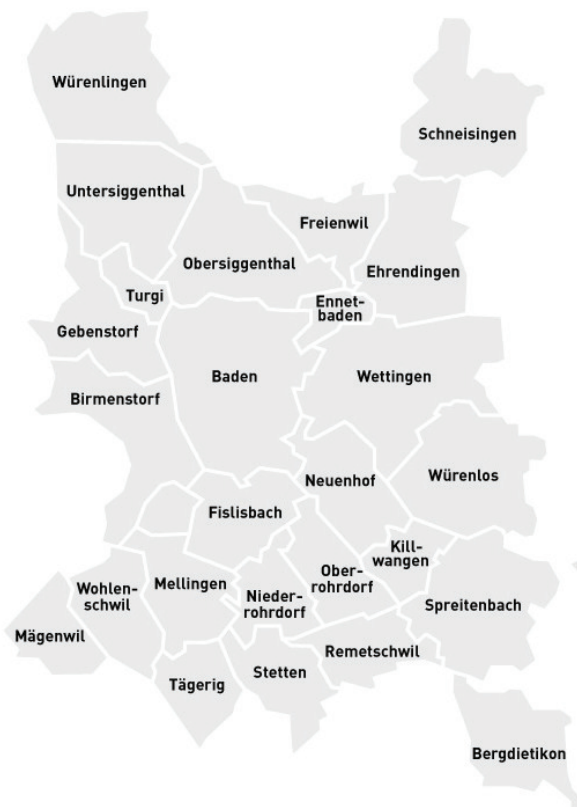 Würenlingen
Schneisingen
Untersiggenthal
Freienwil
Obersiggenthal
Ehrendingen
Turgi
Ennet-
baden
Gebenstorf
Baden
Wettingen
Birmenstorf
Neuenhof
Würenlos
Fislisbach
Kill-
wangen
Ober-
rohrdorf
Mellingen
Wohlen-
schwil
Nieder-
rohrdorf
Spreitenbach
Mägenwil
Remetschwil
Stetten
Tägerig
Bergdietikon